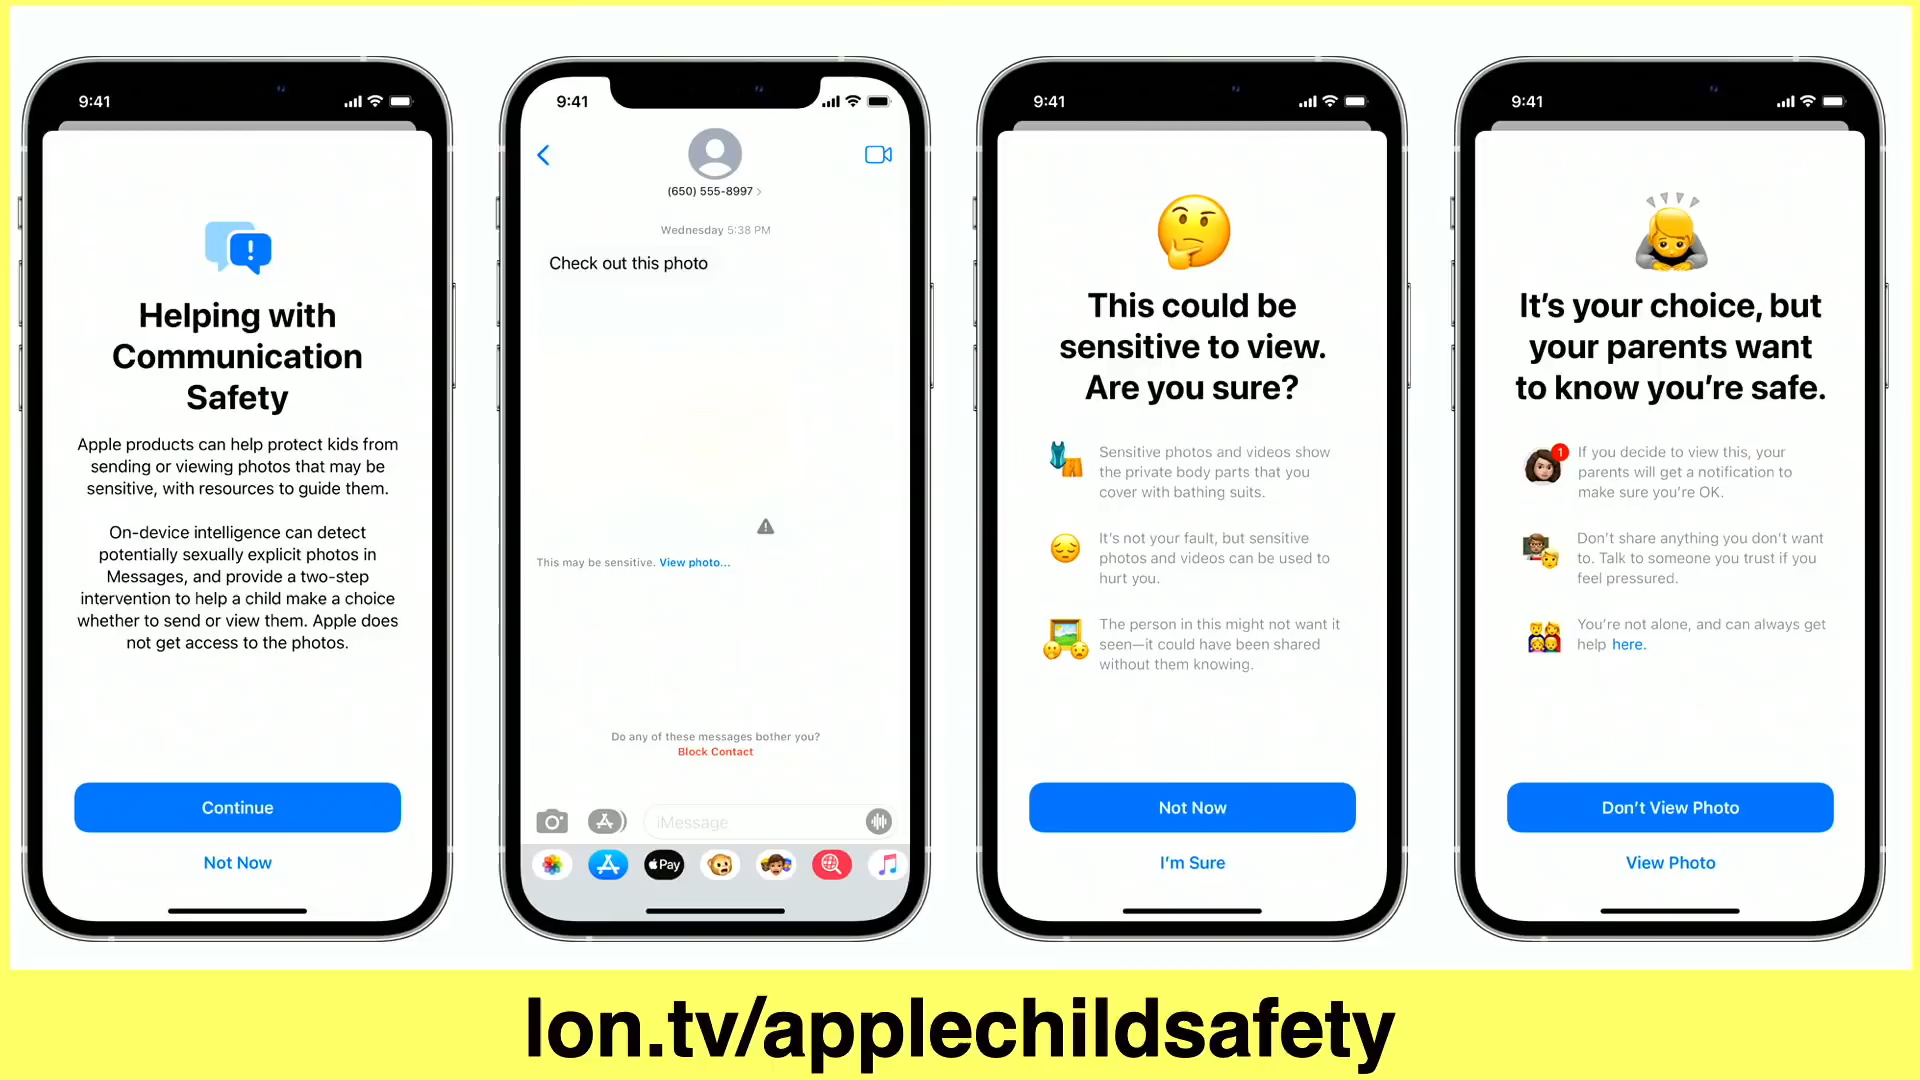 9:41
Helping with
Communication
Safety
Apple products can help protect kids from
sending or viewing photos that may be
sensitive, with resources to guide them.
On-device intelligence can detect
potentially sexually explicit photos in
Messages, and provide a two-step
intervention to help a child make a choice
whether to send or view them. Apple does
not get access to the photos.
Continue
Not Now
9:41
(650) 555-8997 >
Wednesday 5:38 PM
Check out this photo
This may be sensitive. View photo...
Do any of these messages bother you?
Block Contact
iMessage
Pay
9:41
This could be
sensitive to view.
Are you sure?
Sensitive photos and videos show
the private body parts that you
cover with bathing suits.
It's not your fault, but sensitive
photos and videos can be used to
hurt you.
The person in this might not want it
seen—it could have been shared
without them knowing.
Not Now
I'm Sure
9:41
It's your choice, but
your parents want
to know you're safe.
1
If you decide to view this, your
parents will get a notification to
make sure you're OK.
Don't share anything you don't want
to. Talk to someone you trust if you
feel pressured.
You're not alone, and can always get
help here.
Don't View Photo
View Photo
lon.tv/applechildsafety